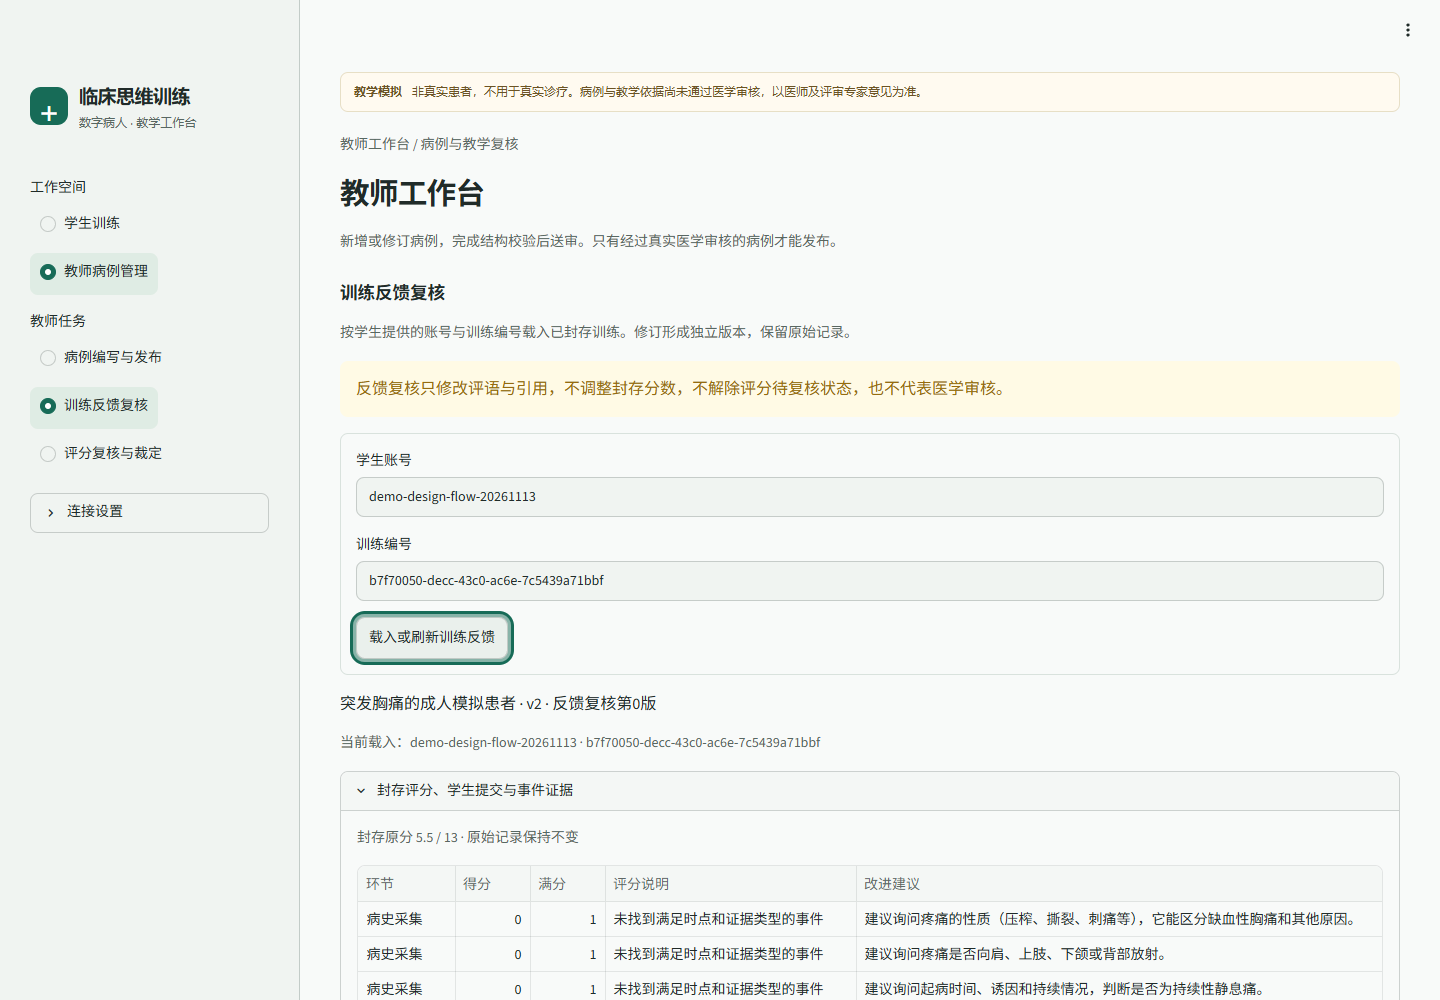 临床思维训练
数字病人 · 教学工作台
工作空间
学生训练
教师病例管理
教师任务
病例编写与发布
训练反馈复核
评分复核与裁定
连接设置
教学模拟 非真实患者，不用于真实诊疗。病例与教学依据尚未通过医学审核，以医师及评审专家意见为准。
教师工作台 / 病例与教学复核
教师工作台
新增或修订病例，完成结构校验后送审。只有经过真实医学审核的病例才能发布。
训练反馈复核
按学生提供的账号与训练编号载入已封存训练。修订形成独立版本，保留原始记录。
反馈复核只修改评语与引用，不调整封存分数，不解除评分待复核状态，也不代表医学审核。
学生账号
demo-design-flow-20261113
训练编号
b7f70050-decc-43c0-ac6e-7c5439a71bbf
载入或刷新训练反馈
突发胸痛的成人模拟患者 · v2 · 反馈复核第0版
当前载入：demo-design-flow-20261113 · b7f70050-decc-43c0-ac6e-7c5439a71bbf
封存评分、学生提交与事件证据
封存原分 5.5 / 13 · 原始记录保持不变
环节 得分 满分 评分说明 改进建议
病史采集 0 1 未找到满足时点和证据类型的事件 建议询问疼痛的性质（压榨、撕裂、刺痛等），它能区分缺血性胸痛和其他原因。
病史采集 0 1 未找到满足时点和证据类型的事件 建议询问疼痛是否向肩、上肢、下颌或背部放射。
病史采集 0 1 未找到满足时点和证据类型的事件 建议询问起病时间、诱因和持续情况，判断是否为持续性静息痛。